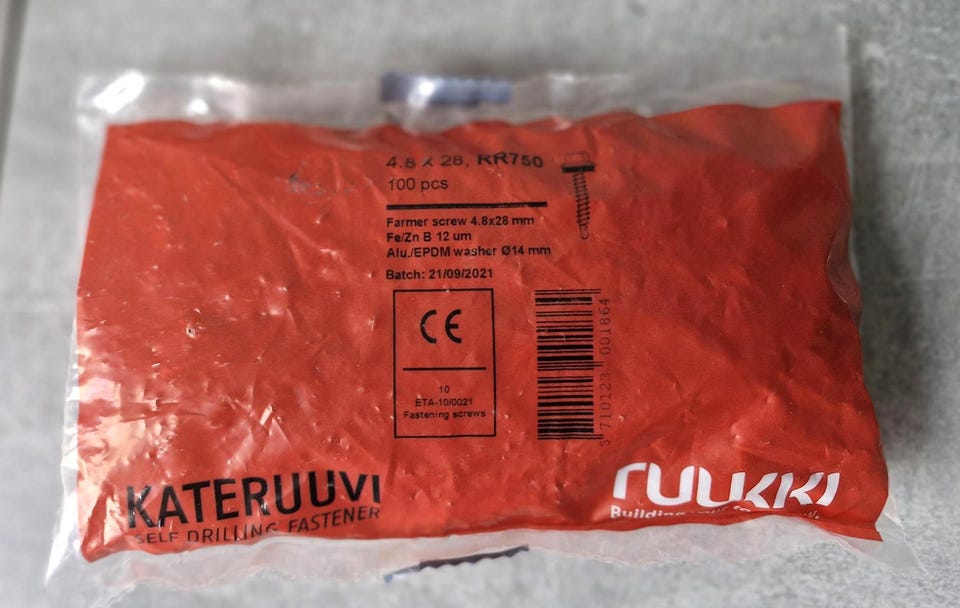 4.8 x 28, RR750
100 pcs
Farmer screw 4.8x28 mm
Fe/Zn B 12 um
Alu./EPDM washer Ø14 mm
Batch: 21/09/2021
CE
10
ETA-10/0021
Fastening screws
5 710123 001864
KATERUUVI
SELF DRILLING FASTENER
ruukki
Building